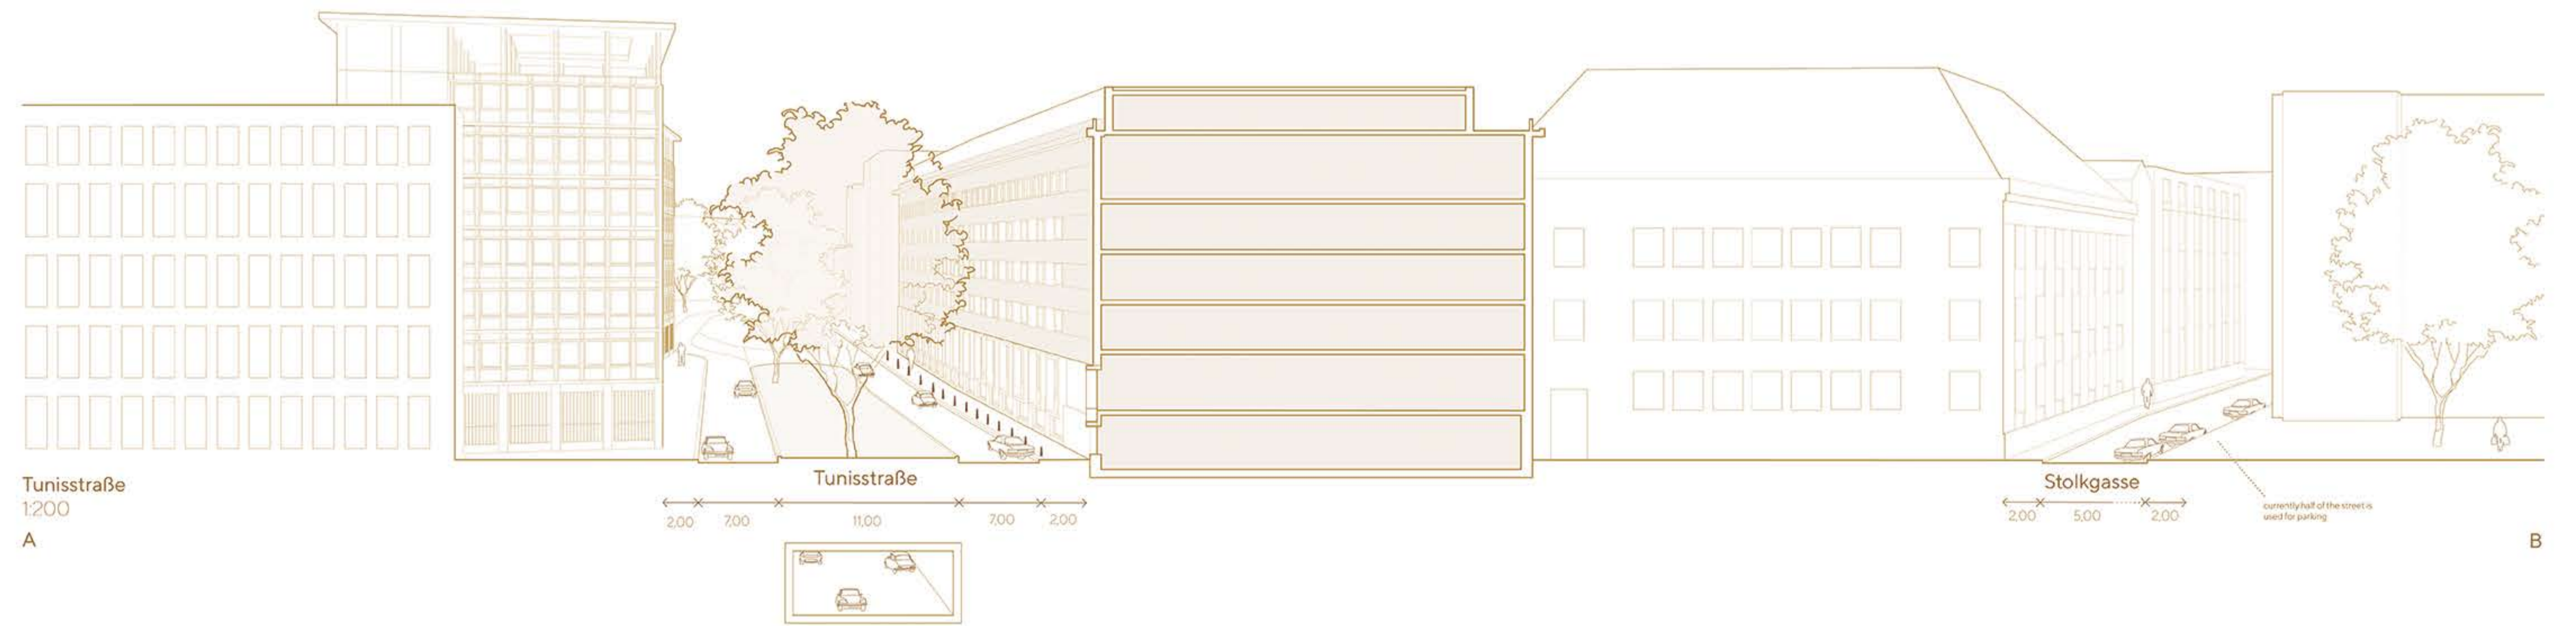 Tunisstraße
1:200
A
Tunisstraße
2,00 7,00 11,00 7,00 2,00
Stolkgasse
2,00 5,00 2,00
currently half of the street is
used for parking
B